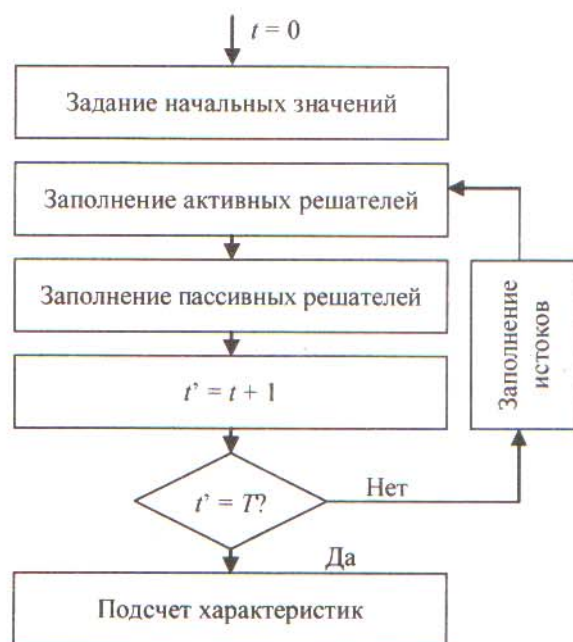 t = 0
Задание начальных значений
Заполнение активных решателей
Заполнение пассивных решателей
t’ = t + 1
t’ = T?
Нет
Заполнение
истоков
Да
Подсчет характеристик